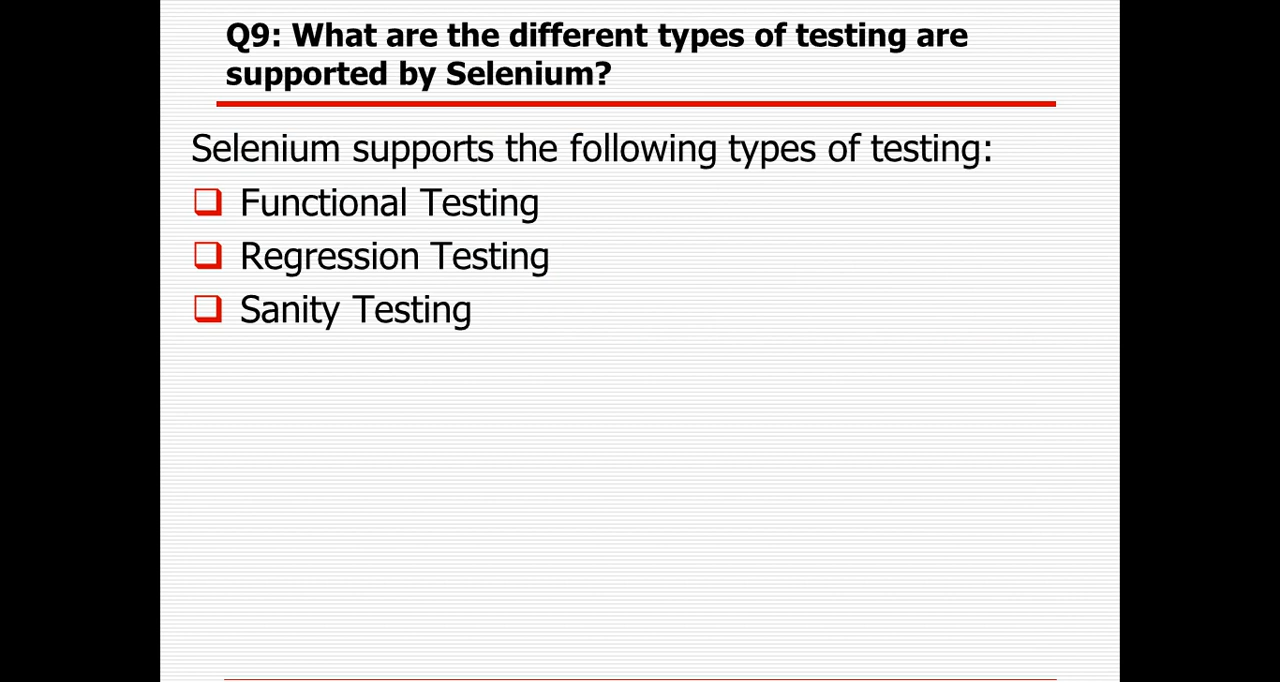 Q9: What are the different types of testing are
supported by Selenium?
Selenium supports the following types of testing:
Functional Testing
Regression Testing
Sanity Testing